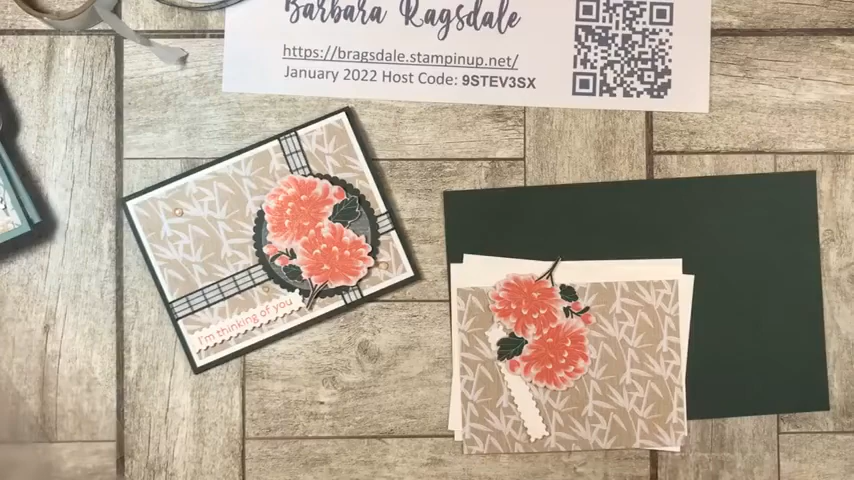 Barbara Ragsdale
https://bragsdale.stampinup.net/
January 2022 Host Code: 9STEV3SX
I'm thinking of you